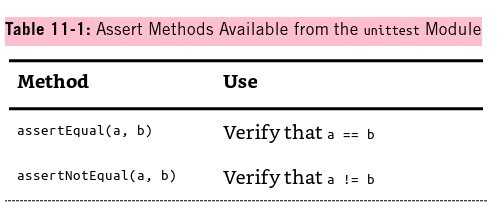 Table 11-1: Assert Methods Available from the unittest Module
Method Use
assertEqual(a, b) Verify that a == b
assertNotEqual(a, b) Verify that a != b